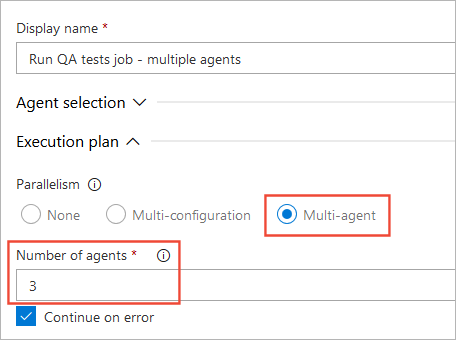 Display name *
Run QA tests job - multiple agents
Agent selection
Execution plan
Parallelism
None Multi-configuration Multi-agent
Number of agents *
3
Continue on error